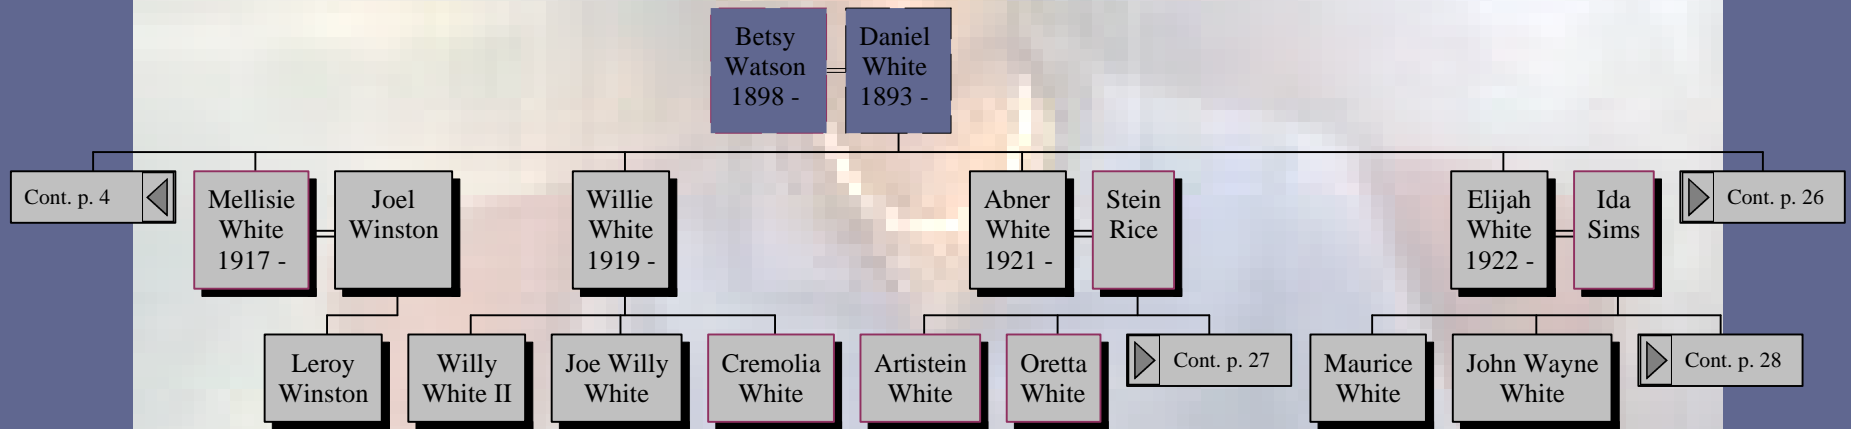 Betsy
Watson
1898 -
Daniel
White
1893 -
Cont. p. 4
Mellisie
White
1917 -
Joel
Winston
Willie
White
1919 -
Abner
White
1921 -
Stein
Rice
Elijah
White
1922 -
Ida
Sims
Cont. p. 26
Leroy
Winston
Willy
White II
Joe Willy
White
Cremolia
White
Artistein
White
Oretta
White
Cont. p. 27
Maurice
White
John Wayne
White
Cont. p. 28